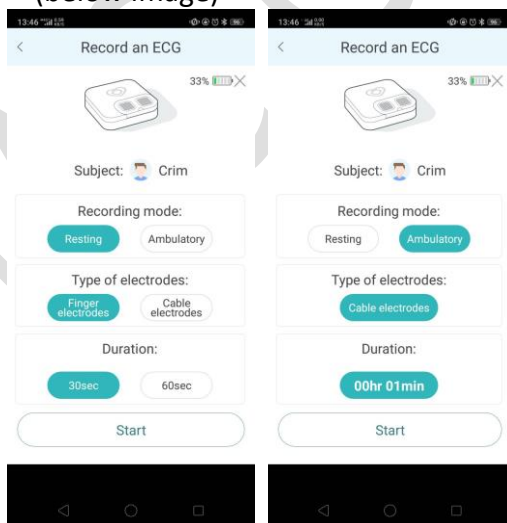 (below image)
13:46
Record an ECG
33%
Subject: Crim
Recording mode:
Resting Ambulatory
Type of electrodes:
Finger electrodes Cable electrodes
Duration:
30sec 60sec
Start
13:46
Record an ECG
33%
Subject: Crim
Recording mode:
Resting Ambulatory
Type of electrodes:
Cable electrodes
Duration:
00hr 01min
Start